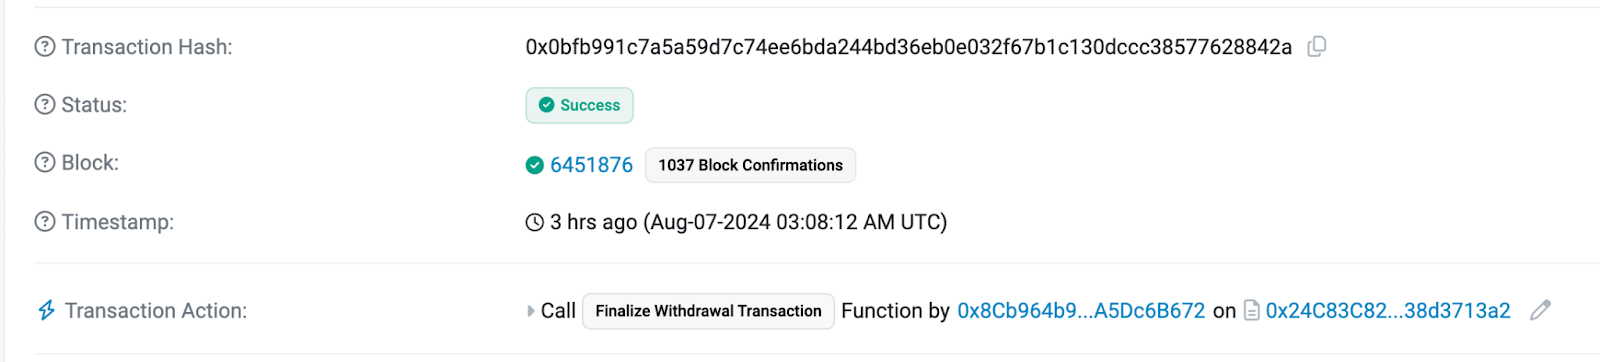 Transaction Hash: 0x0bfb991c7a5a59d7c74ee6bda244bd36eb0e032f67b1c130dccc38577628842a
Status: Success
Block: 6451876 1037 Block Confirmations
Timestamp: 3 hrs ago (Aug-07-2024 03:08:12 AM UTC)
Transaction Action: Call Finalize Withdrawal Transaction Function by 0x8Cb964b9...A5Dc6B672 on 0x24C83C82...38d3713a2